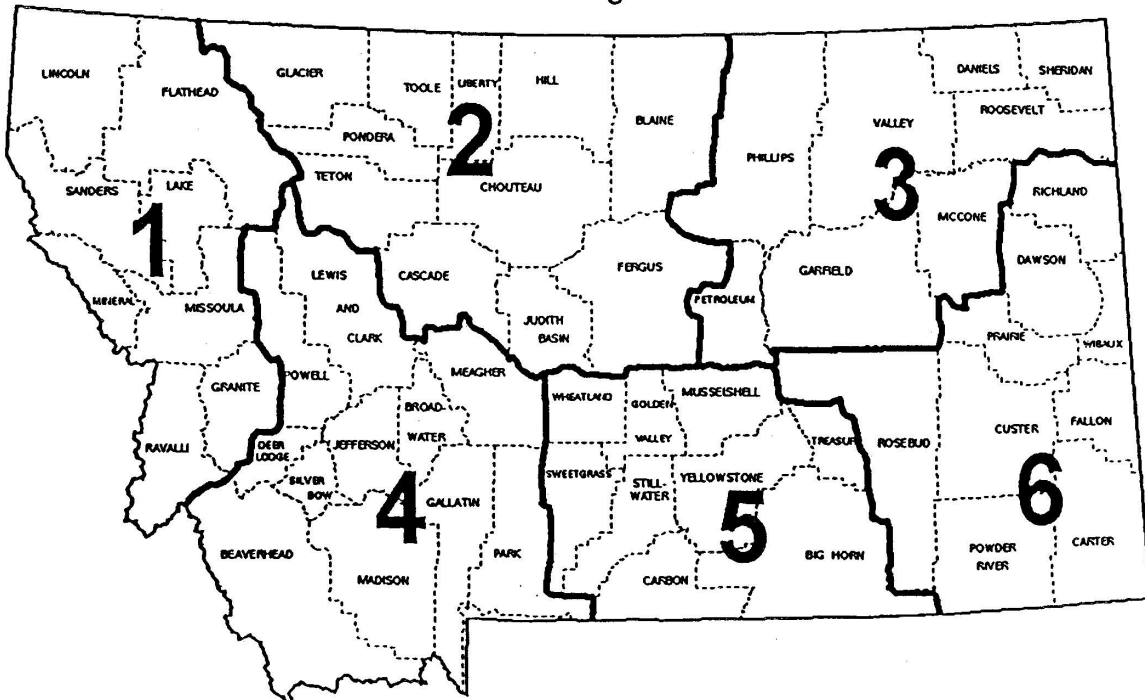 LINCOLN
FLATHEAD
GLACIER
TOOLE
LIBERTY
HILL
BLAINE
PONDERA
TETON
CHOUTEAU
2
PHILLIPS
VALLEY
DANIELS
SHERIDAN
ROOSEVELT
3
MCCONE
RICHLAND
DAWSON
SANDERS
LAKE
1
MINERAL
MISSOULA
LEWIS
AND
CLARK
CASCADE
JUDITH
BASIN
FERGUS
PETROLEUM
GARFIELD
PRAIRIE
WIBAUX
GRANITE
POWELL
RAVALLI
DEER
LODGE
SILVER
BOW
JEFFERSON
BROAD
WATER
MEAGHER
GALLATIN
4
BEAVERHEAD
MADISON
PARK
WHEATLAND
GOLDEN
VALLEY
MUSSELSHELL
SWEETGRASS
STILL-
WATER
YELLOWSTONE
TREASUR
5
CARBON
BIG HORN
ROSEBUD
CUSTER
FALLON
6
POWDER
RIVER
CARTER